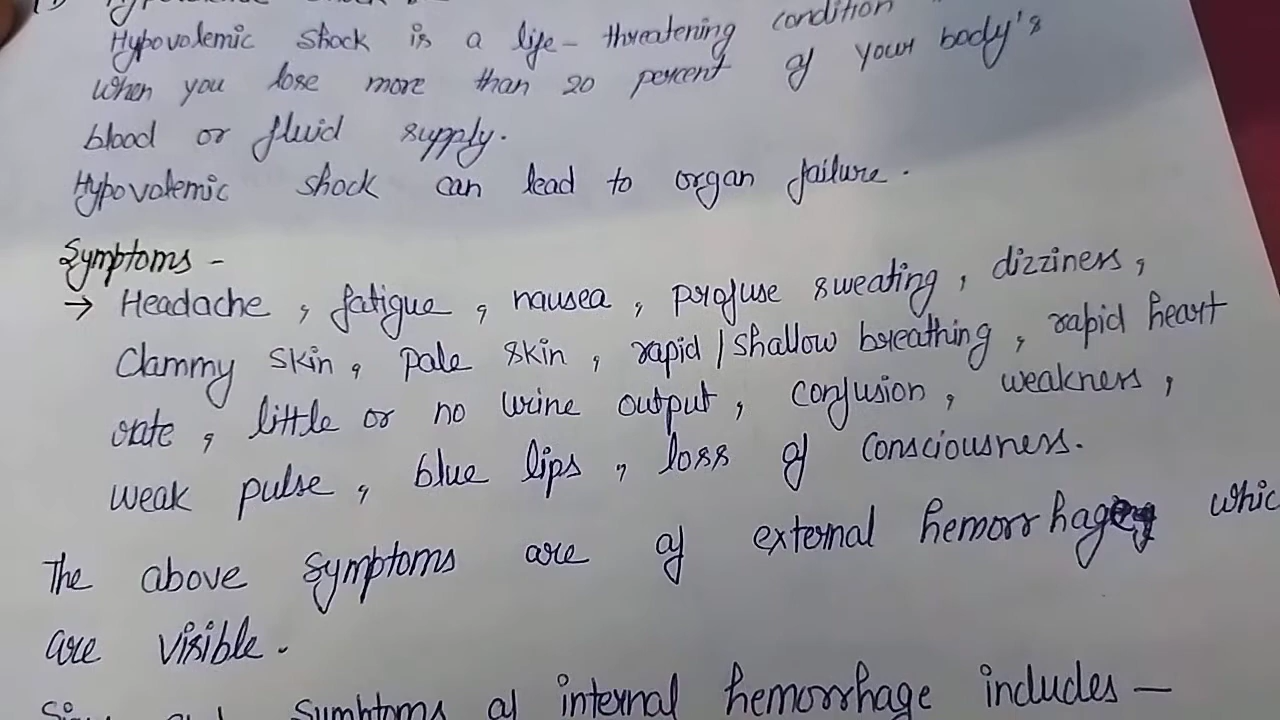 Hypovolemic shock is a life-threatening condition
when you lose more than 20 percent of your body's
blood or fluid supply.
Hypovolemic shock can lead to organ failure.
Symptoms -
→ Headache, fatigue, nausea, profuse sweating, dizziness,
Clammy skin, pale skin, rapid/shallow breathing, rapid heart
rate, little or no urine output, confusion, weakness,
weak pulse, blue lips, loss of consciousness.
The above symptoms are of external hemorrhage whic
are visible.
symptoms of internal hemorrhage includes -